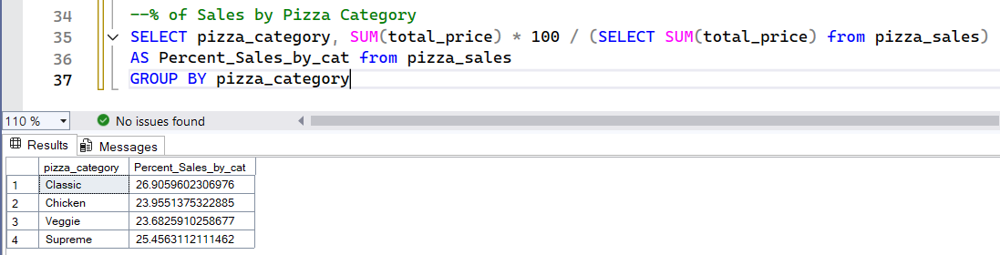 34 --% of Sales by Pizza Category
35 SELECT pizza_category, SUM(total_price) * 100 / (SELECT SUM(total_price) from pizza_sales)
36 AS Percent_Sales_by_cat from pizza_sales
37 GROUP BY pizza_category
110 % No issues found
Results Messages
pizza_category Percent_Sales_by_cat
1 Classic 26.9059602306976
2 Chicken 23.9551375322885
3 Veggie 23.6825910258677
4 Supreme 25.4563112111462